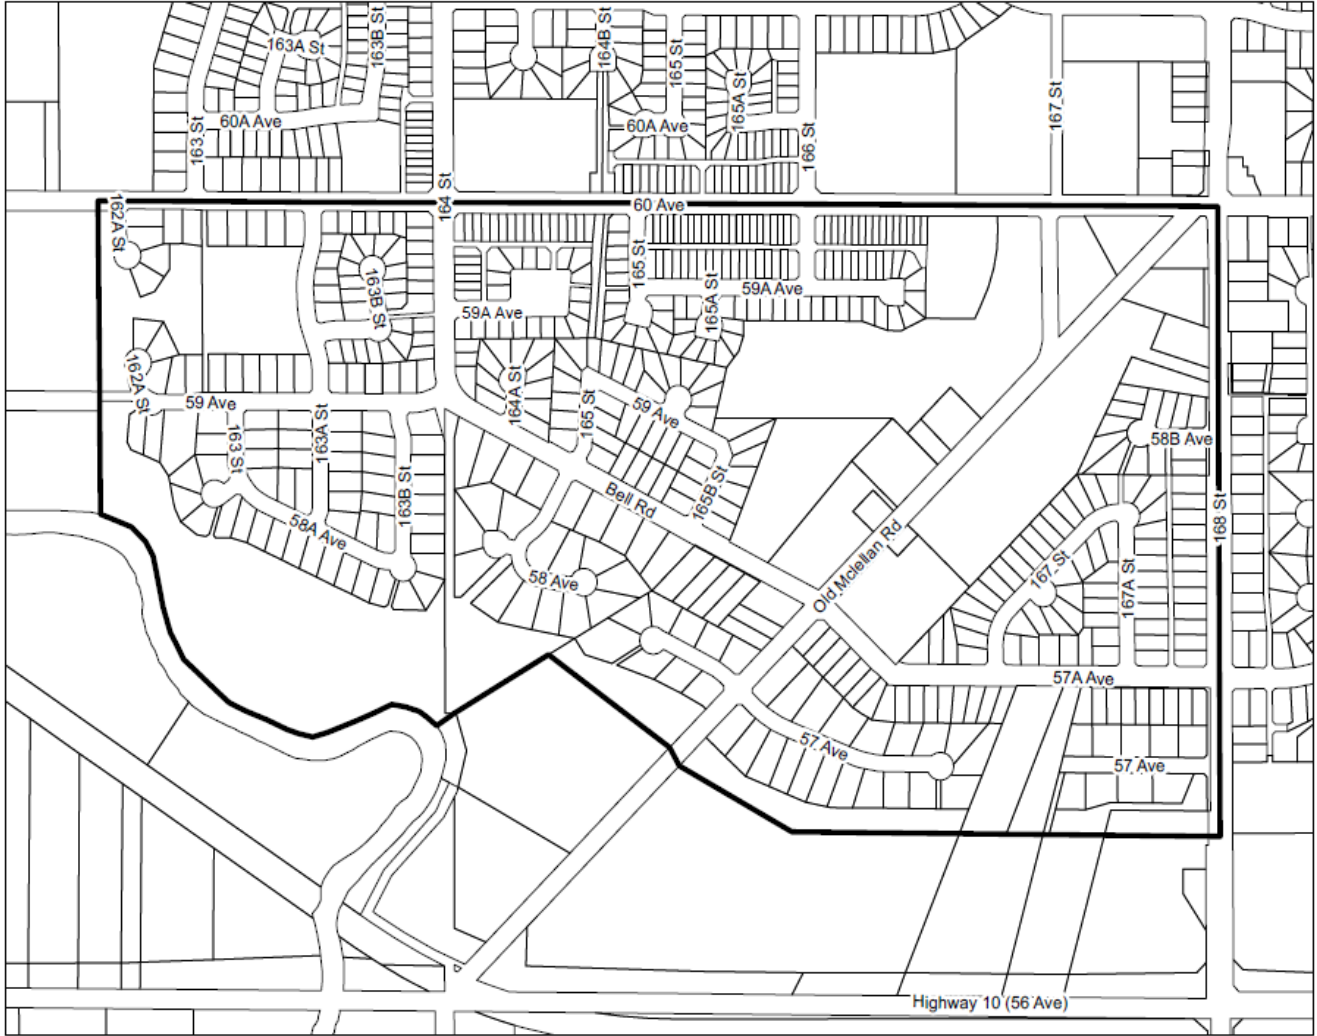 163B St
164B St
163A St
165 St
165A St
167 St
60A Ave
60A Ave
163 St
166 St
164 St
60 Ave
162A St
165 St
163B St
165A St
59A Ave
59A Ave
162A St
164A St
165 St
59 Ave
59 Ave
163 St
163A St
58B Ave
163B St
165B St
Bell Rd
168 St
58A Ave
Old Mclellan Rd
58 Ave
167 St
167A St
57A Ave
57 Ave
57 Ave
Highway 10 (56 Ave)